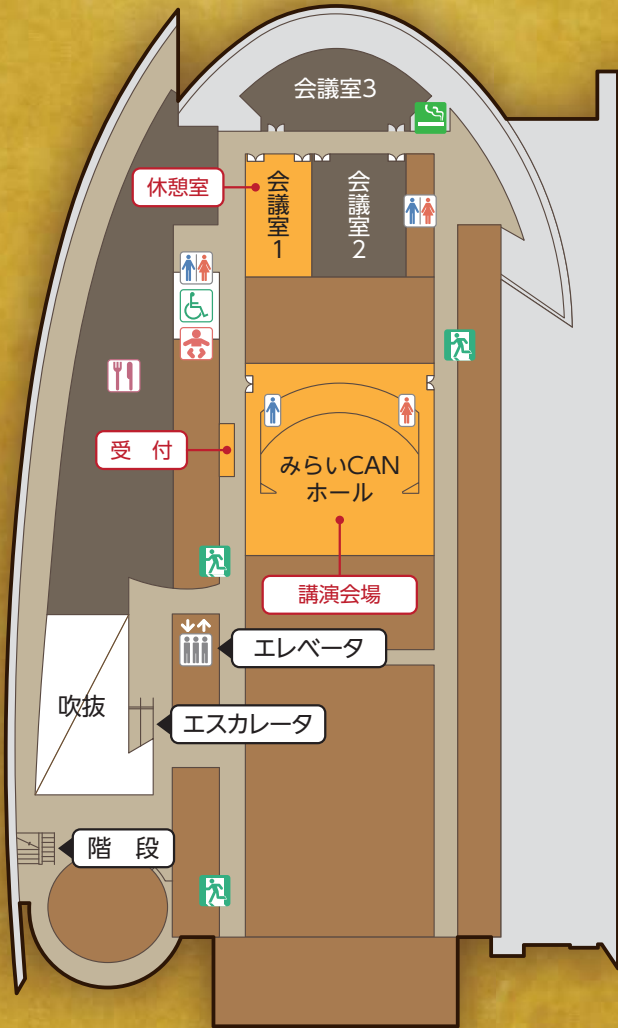 会議室3
休憩室
会議室1
会議室2
受　付
みらいCAN
ホール
講演会場
エレベータ
吹抜
エスカレータ
階　段